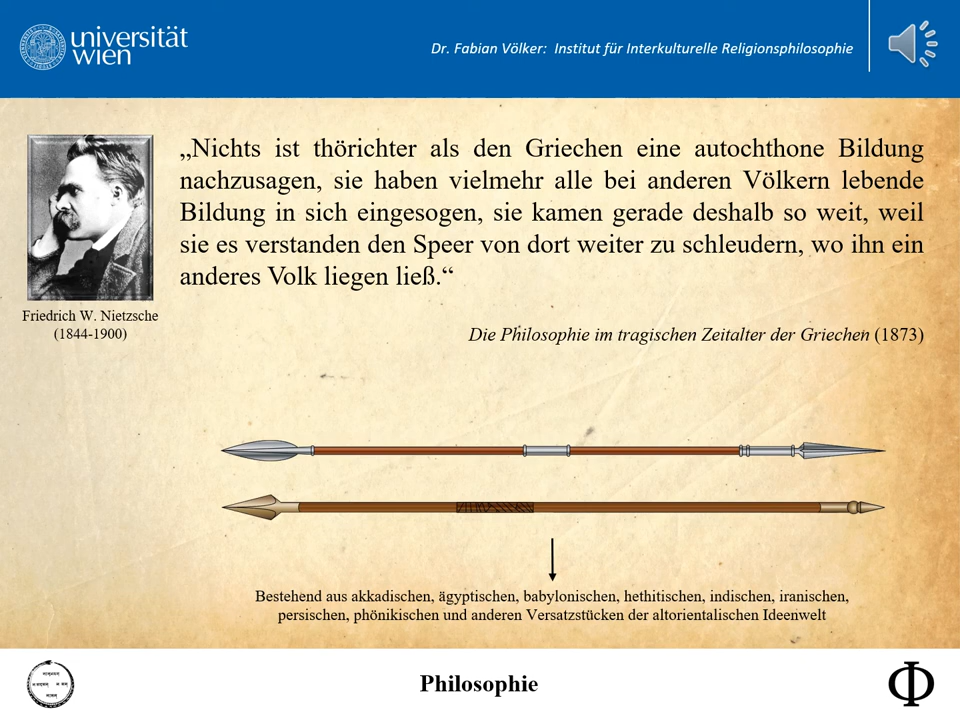 universität
wien
Dr. Fabian Völker: Institut für Interkulturelle Religionsphilosophie
„Nichts ist thörichter als den Griechen eine autochthone Bildung
nachzusagen, sie haben vielmehr alle bei anderen Völkern lebende
Bildung in sich eingesogen, sie kamen gerade deshalb so weit, weil
sie es verstanden den Speer von dort weiter zu schleudern, wo ihn ein
anderes Volk liegen ließ.“
Friedrich W. Nietzsche
(1844-1900)
Die Philosophie im tragischen Zeitalter der Griechen (1873)
Bestehend aus akkadischen, ägyptischen, babylonischen, hethitischen, indischen, iranischen,
persischen, phönikischen und anderen Versatzstücken der altorientalischen Ideenwelt
Philosophie
Φ